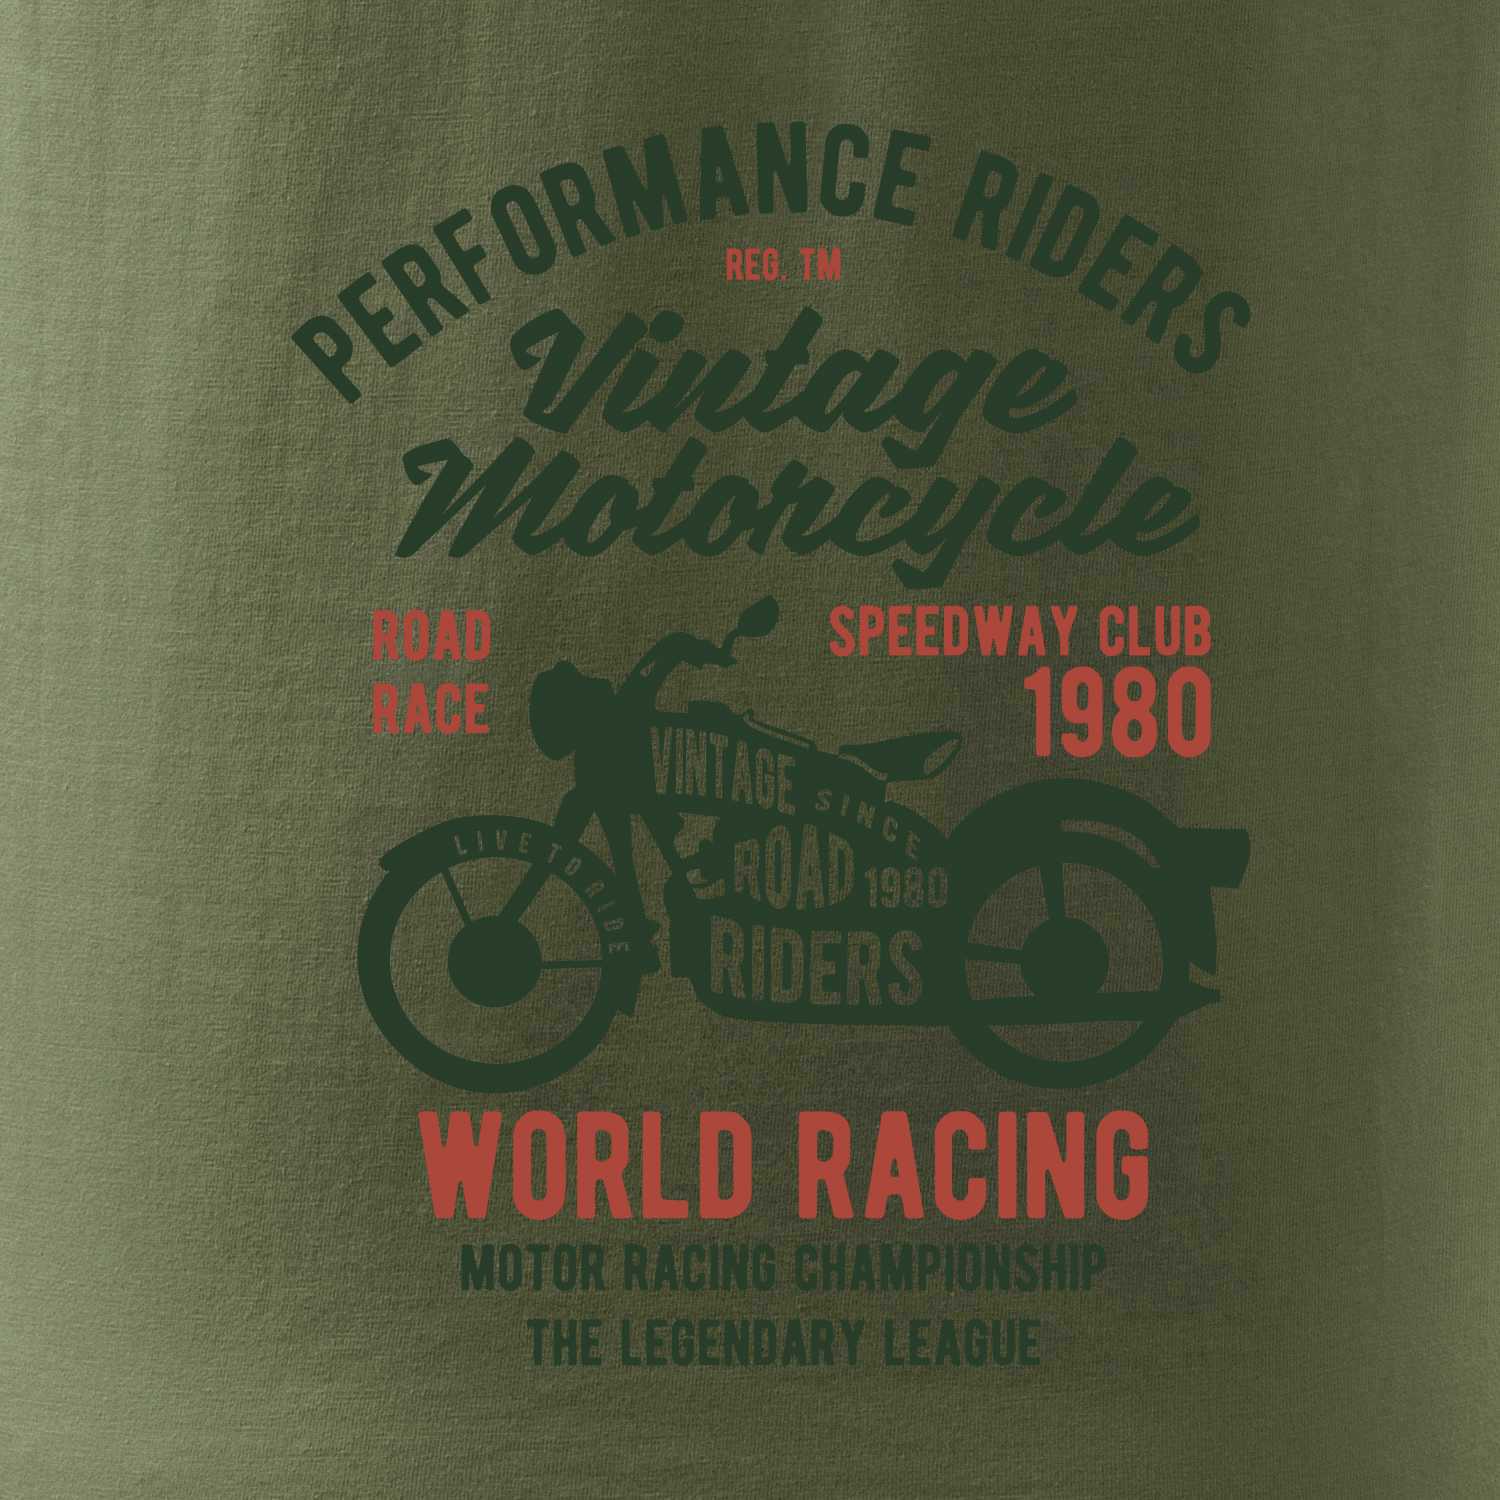 PERFORMANCE RIDERS
REG. TM
Vintage
Motorcycle
ROAD
RACE
SPEEDWAY CLUB
1980
VINTAGE
SINCE
LIVE TO RIDE
ROAD
1980
RIDERS
WORLD RACING
MOTOR RACING CHAMPIONSHIP
THE LEGENDARY LEAGUE